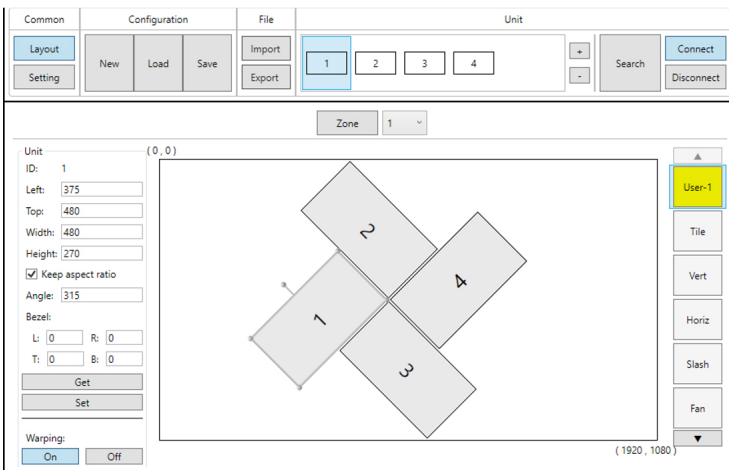 Common Configuration File Unit
Layout New Load Save Import 1 2 3 4 + Search Connect
Setting Export - Disconnect
Zone 1
Unit (0,0)
ID: 1
Left: 375
Top: 480
Width: 480
Height: 270
Keep aspect ratio
Angle: 315
Bezel:
L: 0 R: 0
T: 0 B: 0
Get
Set
Warping:
On Off
2
4
1
3
(1920, 1080)
User-1
Tile
Vert
Horiz
Slash
Fan